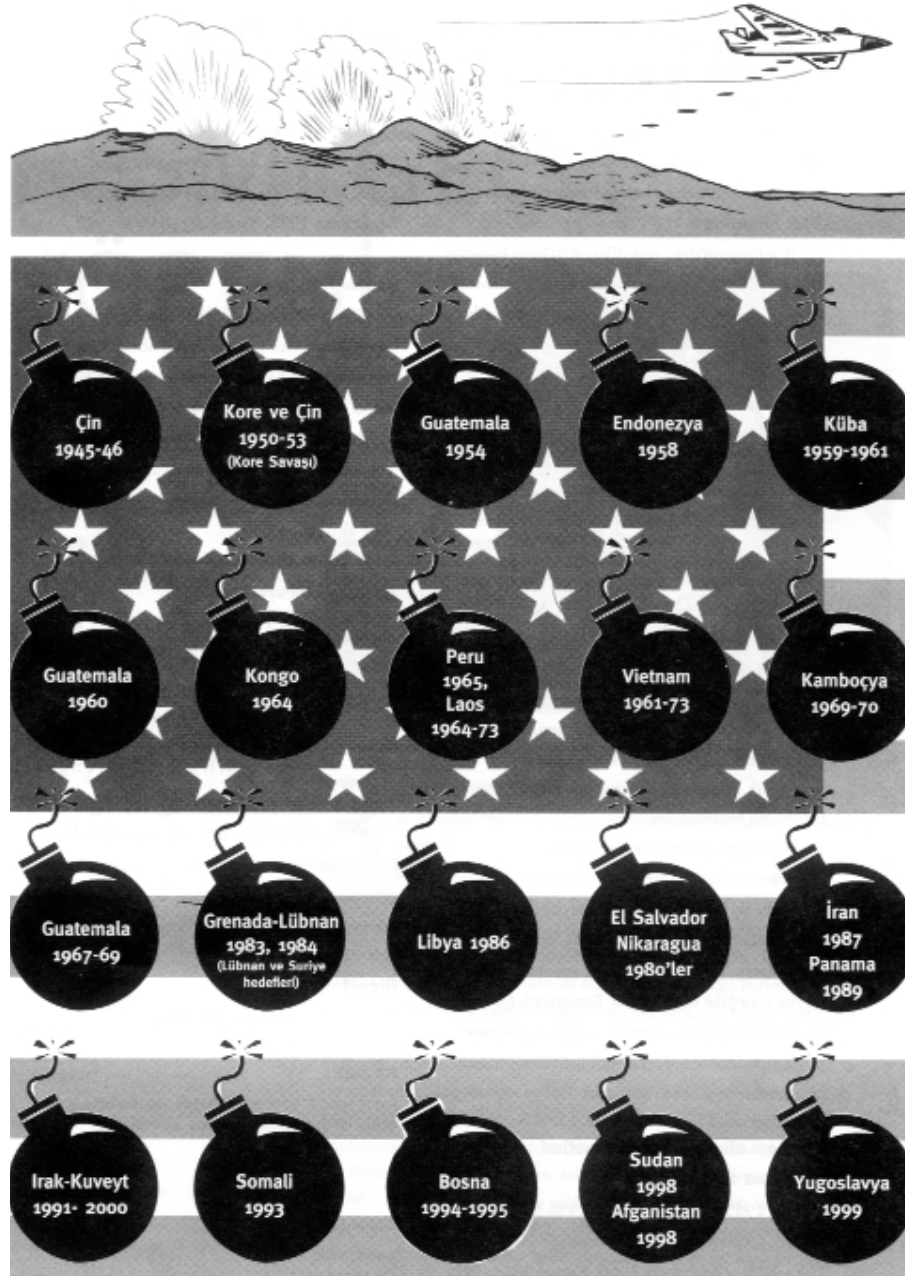 Çin
1945-46
Kore ve Çin
1950-53
(Kore Savaşı)
Guatemala
1954
Endonezya
1958
Küba
1959-1961
Guatemala
1960
Kongo
1964
Peru
1965,
Laos
1964-73
Vietnam
1961-73
Kamboçya
1969-70
Guatemala
1967-69
Grenada-Lübnan
1983, 1984
(Lübnan ve Suriye
hedefleri)
Libya 1986
El Salvador
Nikaragua
1980'ler
İran
1987
Panama
1989
Irak-Kuveyt
1991- 2000
Somali
1993
Bosna
1994-1995
Sudan
1998
Afganistan
1998
Yugoslavya
1999